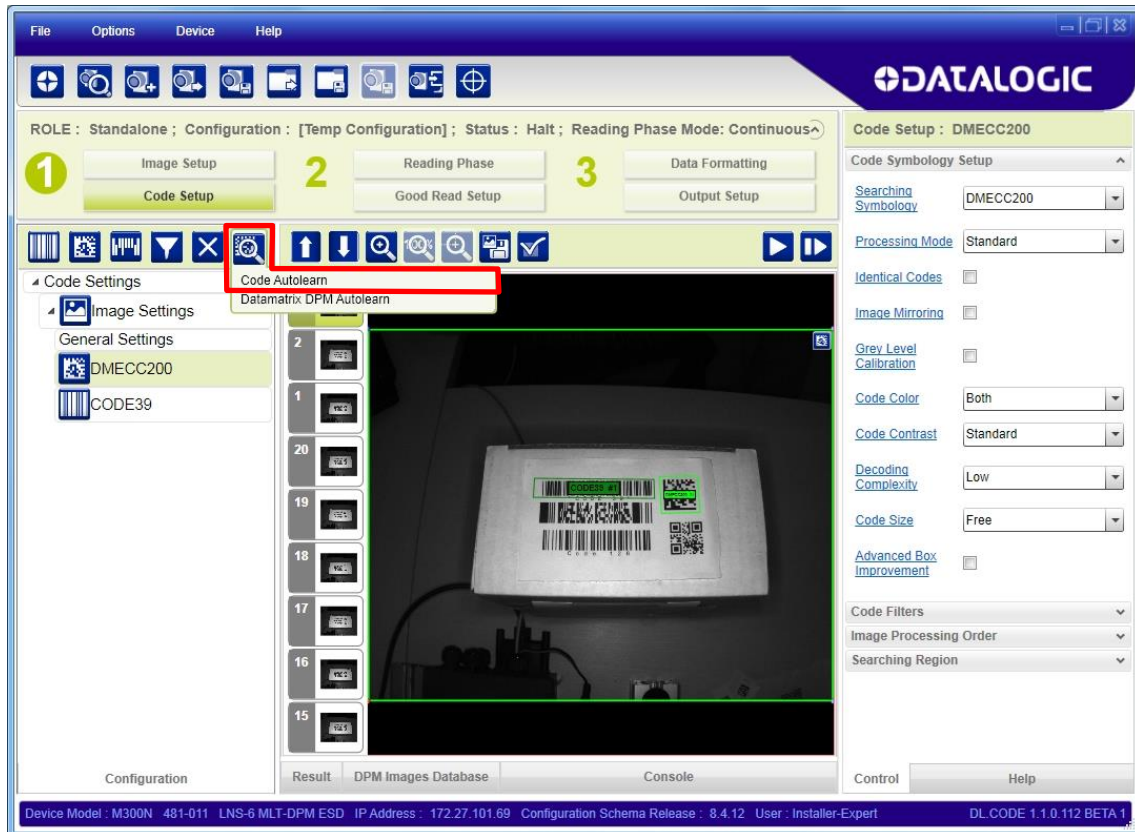 File Options Device Help
DATALOGIC
ROLE : Standalone ; Configuration : [Temp Configuration] ; Status : Halt ; Reading Phase Mode: Continuous
1 Image Setup 2 Reading Phase 3 Data Formatting
Code Setup Good Read Setup Output Setup
Code Settings
Image Settings
General Settings
DMECC200
CODE39
Configuration
100%
Code Autolearn
Datamatrix DPM Autolearn
2
1
20
19
18
17
16
15
CODE39 #1
Code 128
Result DPM Images Database Console
Code Setup : DMECC200
Code Symbology Setup
Searching Symbology DMECC200
Processing Mode Standard
Identical Codes
Image Mirroring
Grey Level
Calibration
Code Color Both
Code Contrast Standard
Decoding
Complexity Low
Code Size Free
Advanced Box
Improvement
Code Filters
Image Processing Order
Searching Region
Control Help
Device Model : M300N 481-011 LNS-6 MLT-DPM ESD IP Address : 172.27.101.69 Configuration Schema Release : 8.4.12 User : Installer-Expert DL.CODE 1.1.0.112 BETA 1